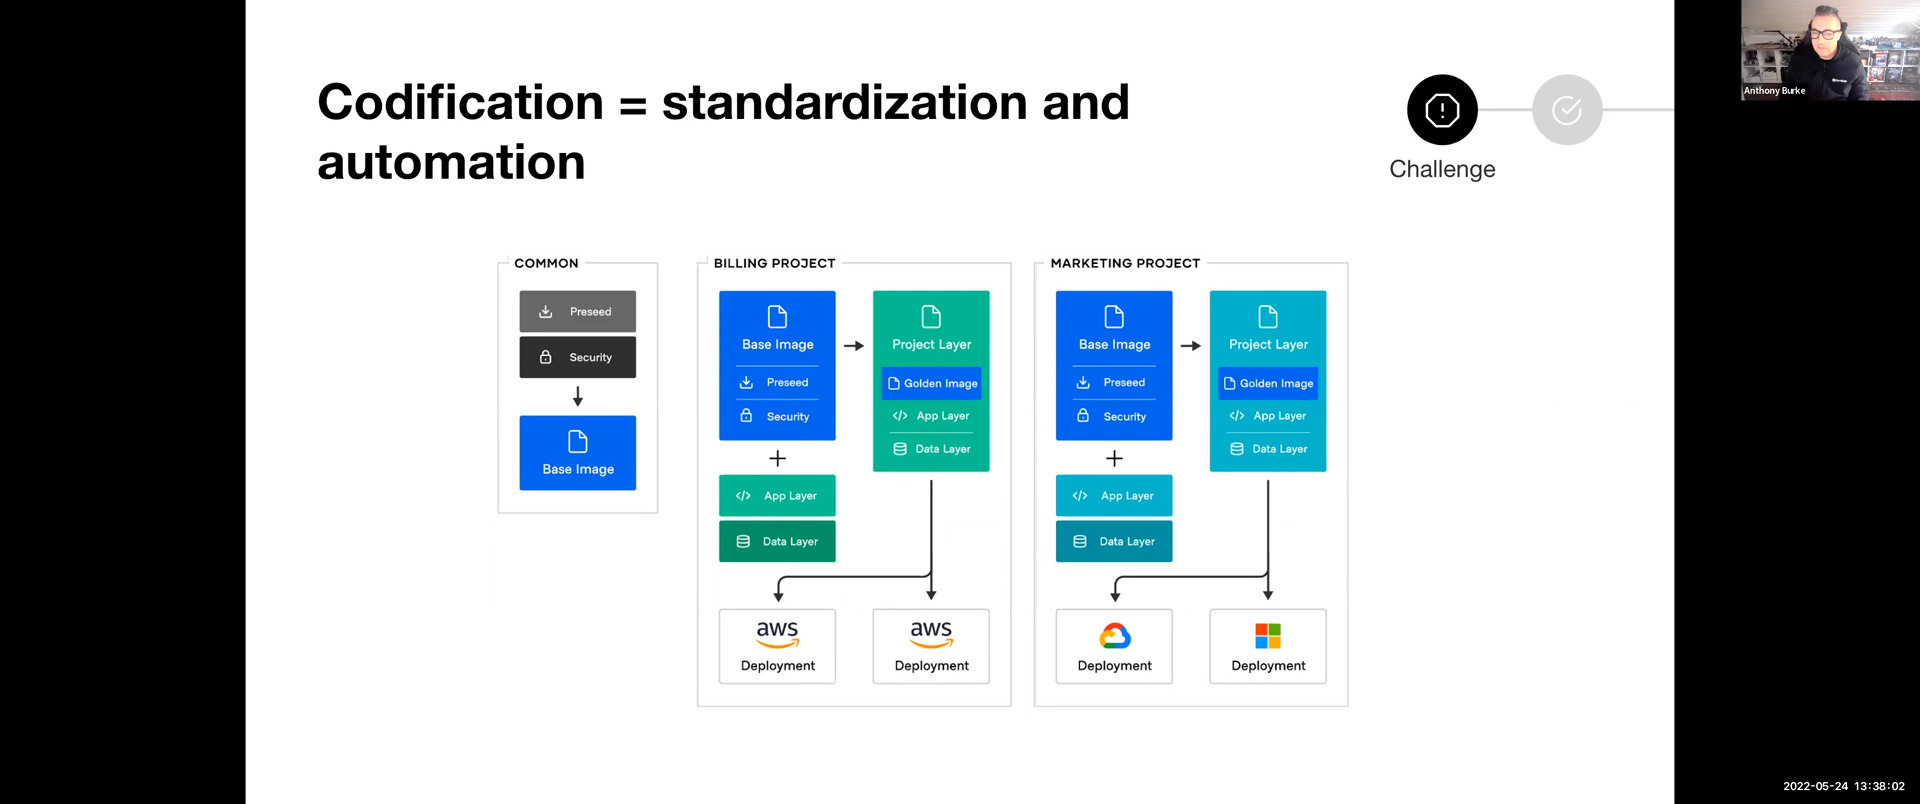 Codification = standardization and
automation
Challenge
Anthony Burke
COMMON
Preseed
Security
Base Image
BILLING PROJECT
Base Image
Preseed
Security
Project Layer
Golden Image
App Layer
Data Layer
App Layer
Data Layer
aws
Deployment
aws
Deployment
MARKETING PROJECT
Base Image
Preseed
Security
Project Layer
Golden Image
App Layer
Data Layer
App Layer
Data Layer
Deployment
Deployment
2022-05-24 13:38:02